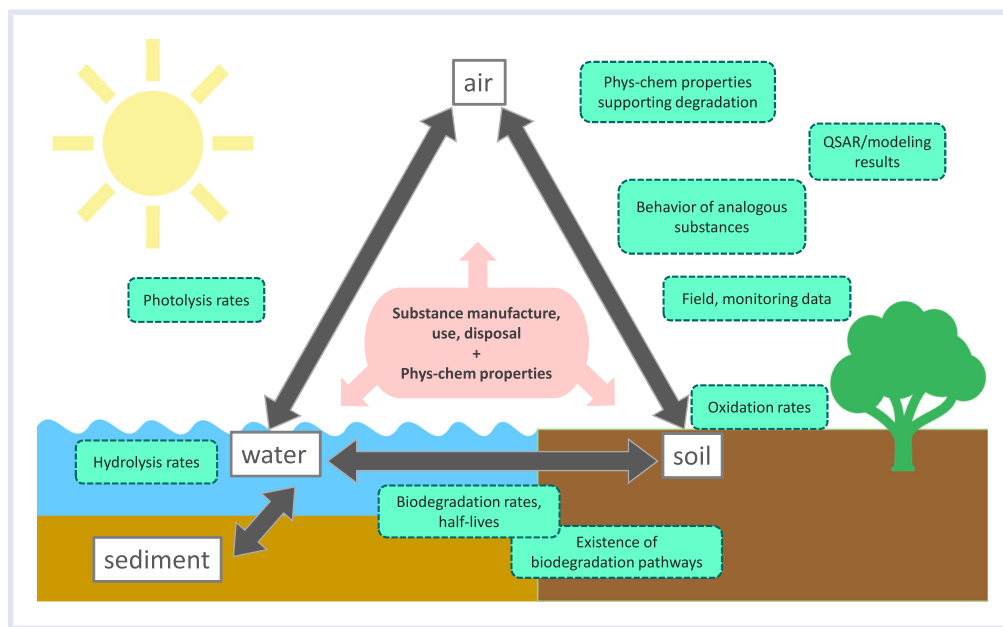 air
Phys-chem properties
supporting degradation
QSAR/modeling
results
Behavior of analogous
substances
Photolysis rates
Field, monitoring data
Substance manufacture,
use, disposal
+
Phys-chem properties
Oxidation rates
water
soil
Hydrolysis rates
Biodegradation rates,
half-lives
Existence of
biodegradation pathways
sediment